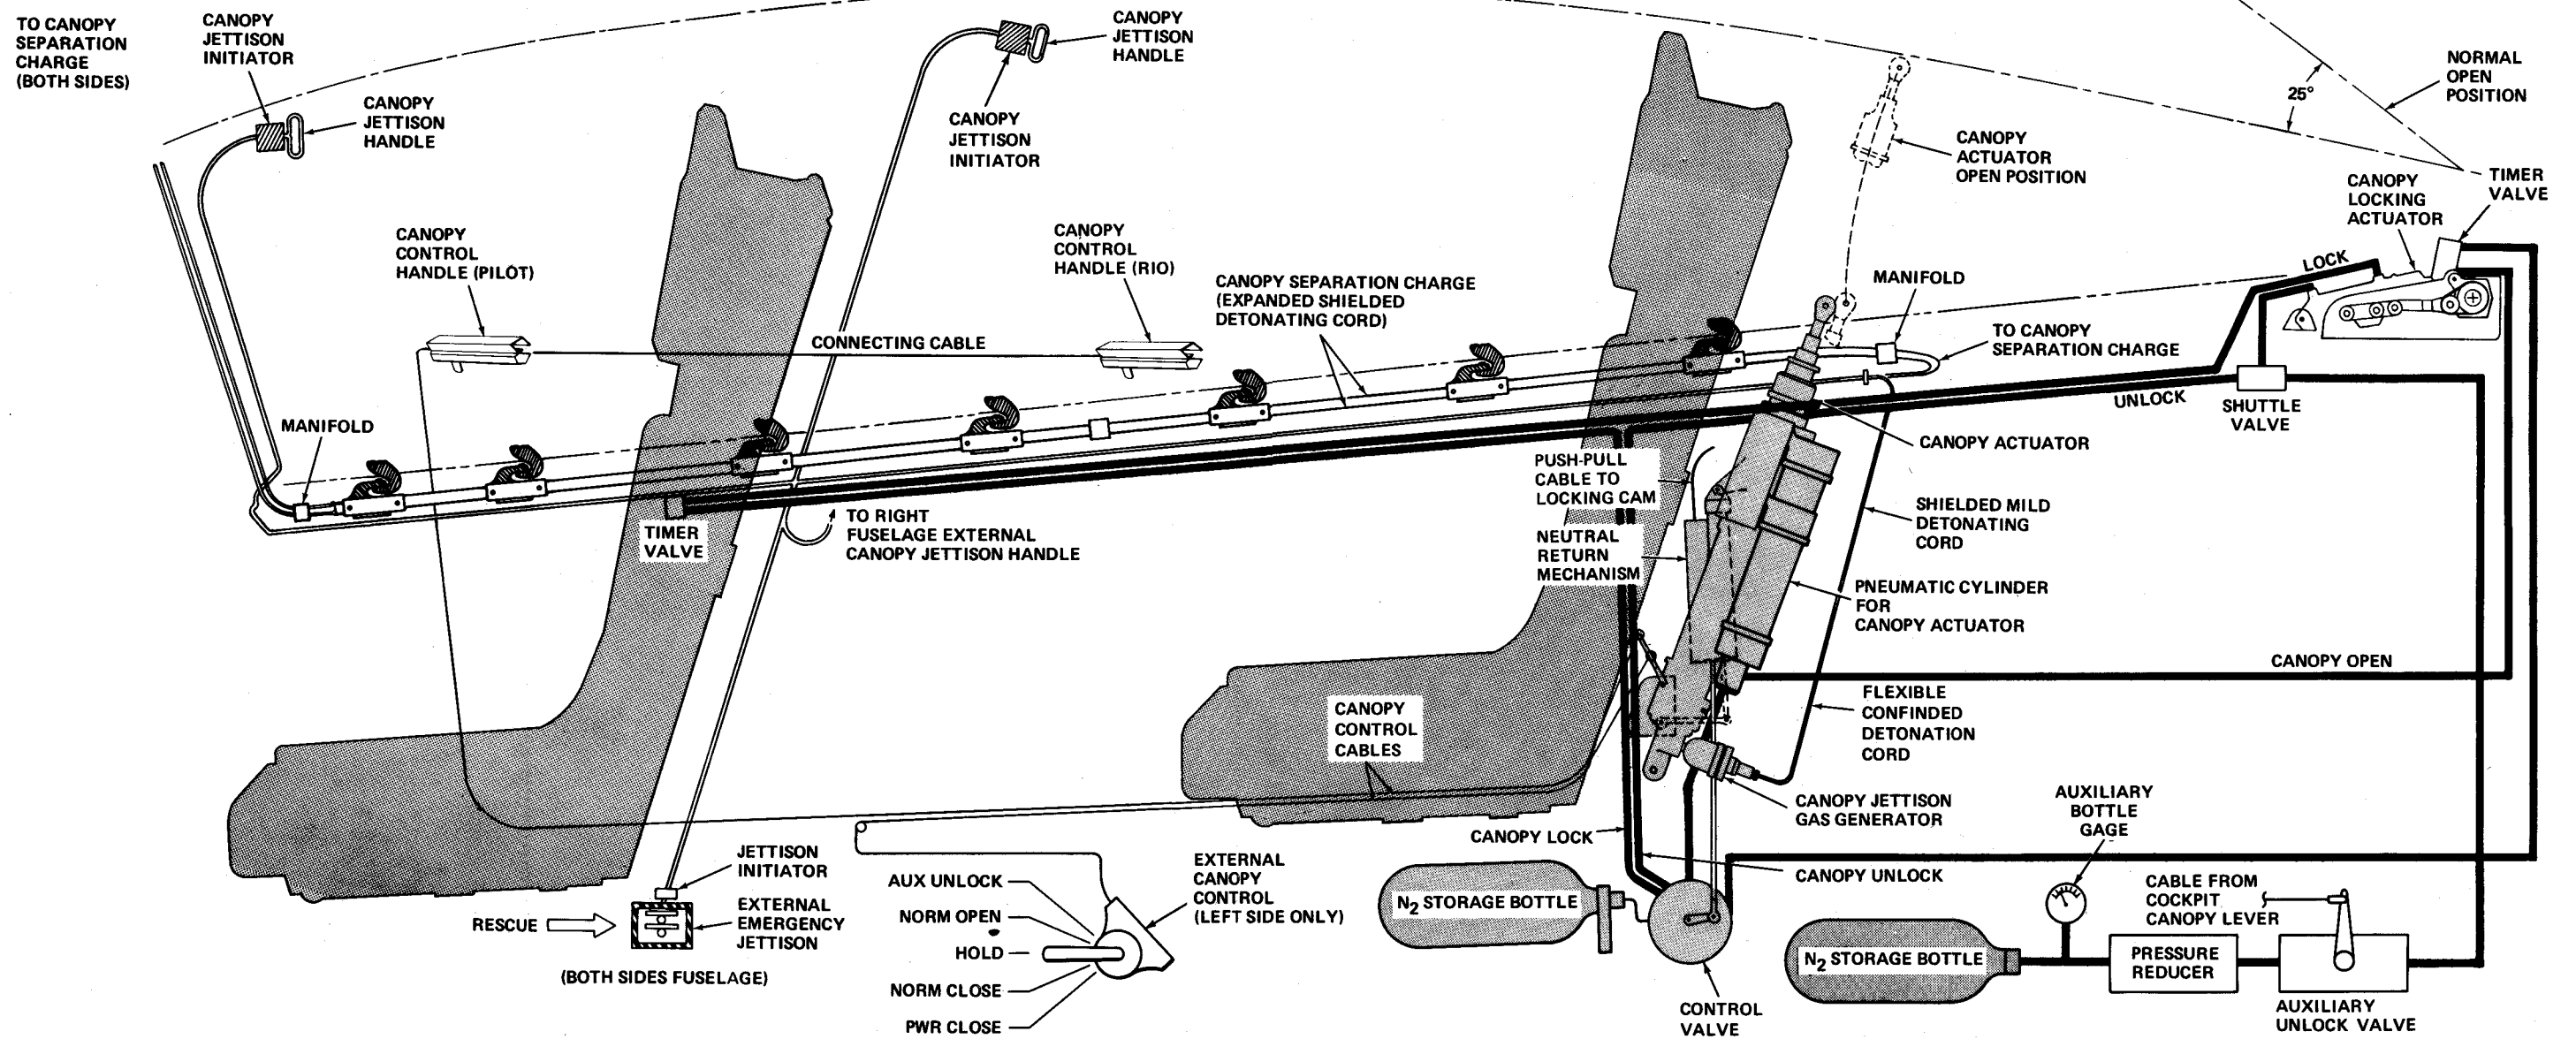 TO CANOPY
SEPARATION
CHARGE
(BOTH SIDES)
CANOPY
JETTISON
INITIATOR
CANOPY
JETTISON
HANDLE
CANOPY
JETTISON
HANDLE
CANOPY
JETTISON
INITIATOR
NORMAL
OPEN
POSITION
25°
CANOPY
ACTUATOR
OPEN POSITION
CANOPY
LOCKING
ACTUATOR
TIMER
VALVE
CANOPY
CONTROL
HANDLE (PILOT)
CANOPY
CONTROL
HANDLE (RIO)
CANOPY SEPARATION CHARGE
(EXPANDED SHIELDED
DETONATING CORD)
MANIFOLD
LOCK
CONNECTING CABLE
TO CANOPY
SEPARATION CHARGE
UNLOCK
SHUTTLE
VALVE
MANIFOLD
CANOPY ACTUATOR
PUSH-PULL
CABLE TO
LOCKING CAM
TIMER
VALVE
TO RIGHT
FUSELAGE EXTERNAL
CANOPY JETTISON HANDLE
SHIELDED MILD
DETONATING
CORD
NEUTRAL
RETURN
MECHANISM
PNEUMATIC CYLINDER
FOR
CANOPY ACTUATOR
CANOPY OPEN
CANOPY
CONTROL
CABLES
FLEXIBLE
CONFINDED
DETONATION
CORD
CANOPY JETTISON
GAS GENERATOR
AUXILIARY
BOTTLE
GAGE
CANOPY LOCK
CANOPY UNLOCK
JETTISON
INITIATOR
EXTERNAL
EMERGENCY
JETTISON
RESCUE
(BOTH SIDES FUSELAGE)
AUX UNLOCK
NORM OPEN
HOLD
NORM CLOSE
PWR CLOSE
EXTERNAL
CANOPY
CONTROL
(LEFT SIDE ONLY)
N2 STORAGE BOTTLE
CONTROL
VALVE
N2 STORAGE BOTTLE
PRESSURE
REDUCER
CABLE FROM
COCKPIT
CANOPY LEVER
AUXILIARY
UNLOCK VALVE